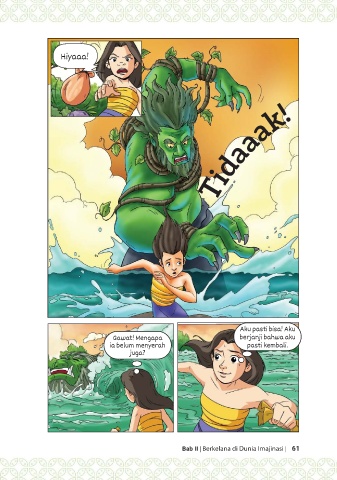 Hiyaaa!
Tidaaak!
Gawat! Mengapa
ia belum menyerah
juga?
Aku pasti bisa! Aku
berjanji bahwa aku
pasti kembali.
Bab II | Berkelana di Dunia Imajinasi | 61